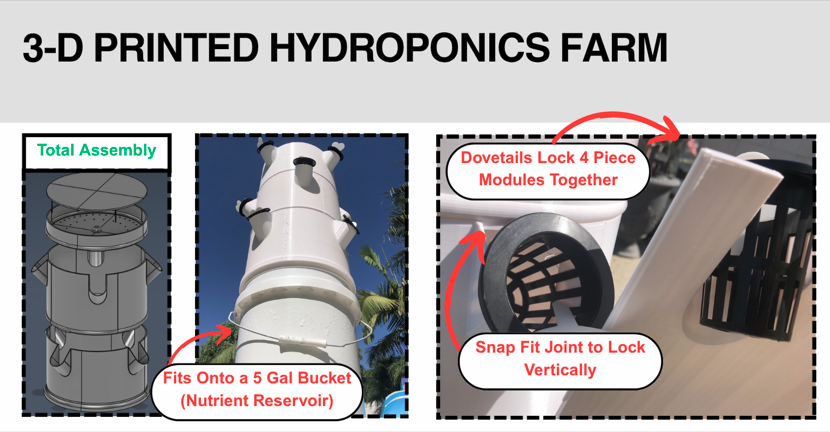 3-D PRINTED HYDROPONICS FARM
Total Assembly
Fits Onto a 5 Gal Bucket
(Nutrient Reservoir)
Dovetails Lock 4 Piece
Modules Together
Snap Fit Joint to Lock
Vertically